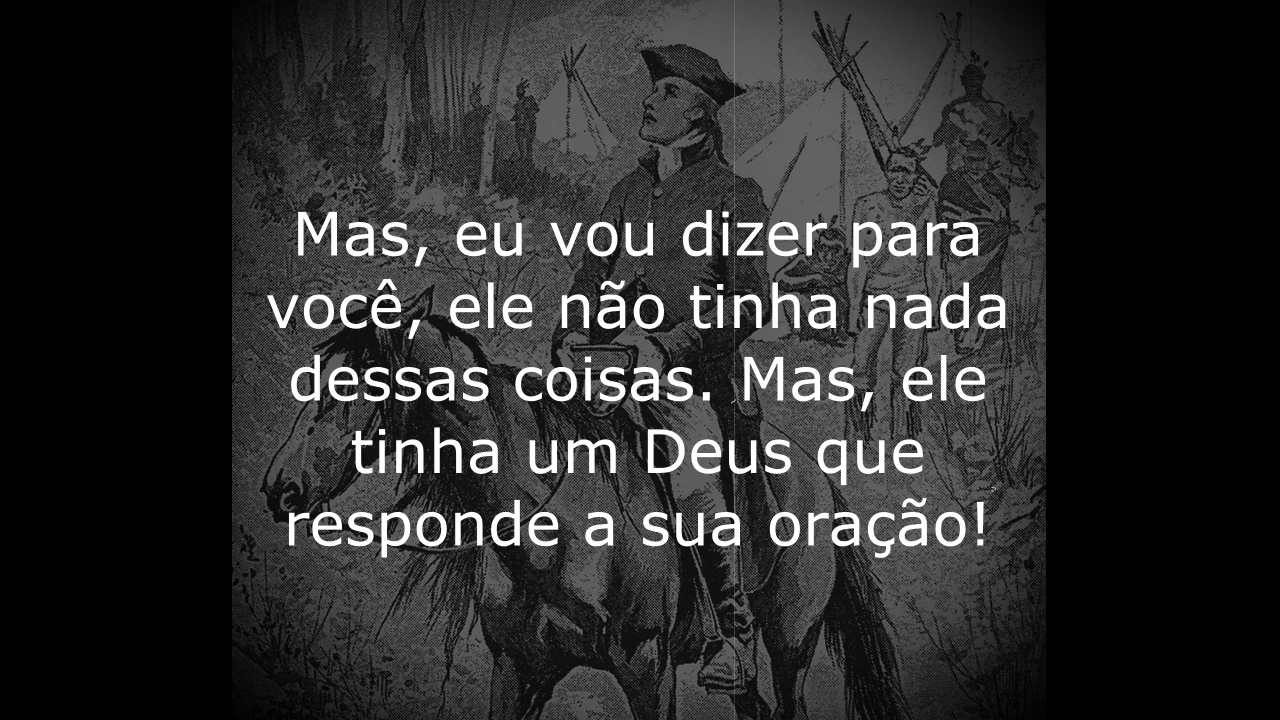 Mas, eu vou dizer para
você, ele não tinha nada
dessas coisas. Mas, ele
tinha um Deus que
responde a sua oração!